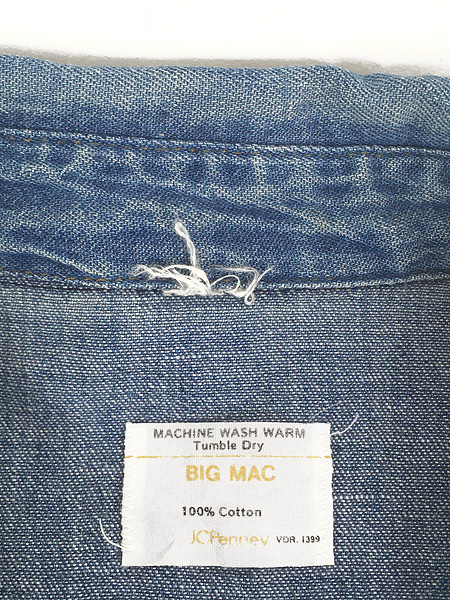 MACHINE WASH WARM
Tumble Dry
BIG MAC
100% Cotton
JCPenney VDR. 1399